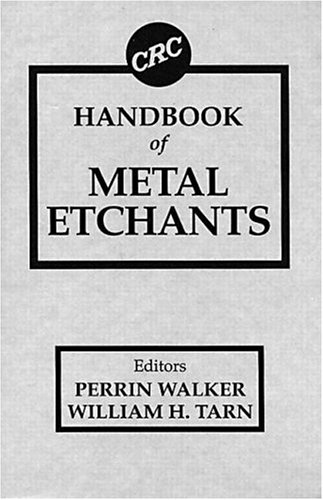 CRC
HANDBOOK
of
METAL
ETCHANTS
Editors
PERRIN WALKER
WILLIAM H. TARN